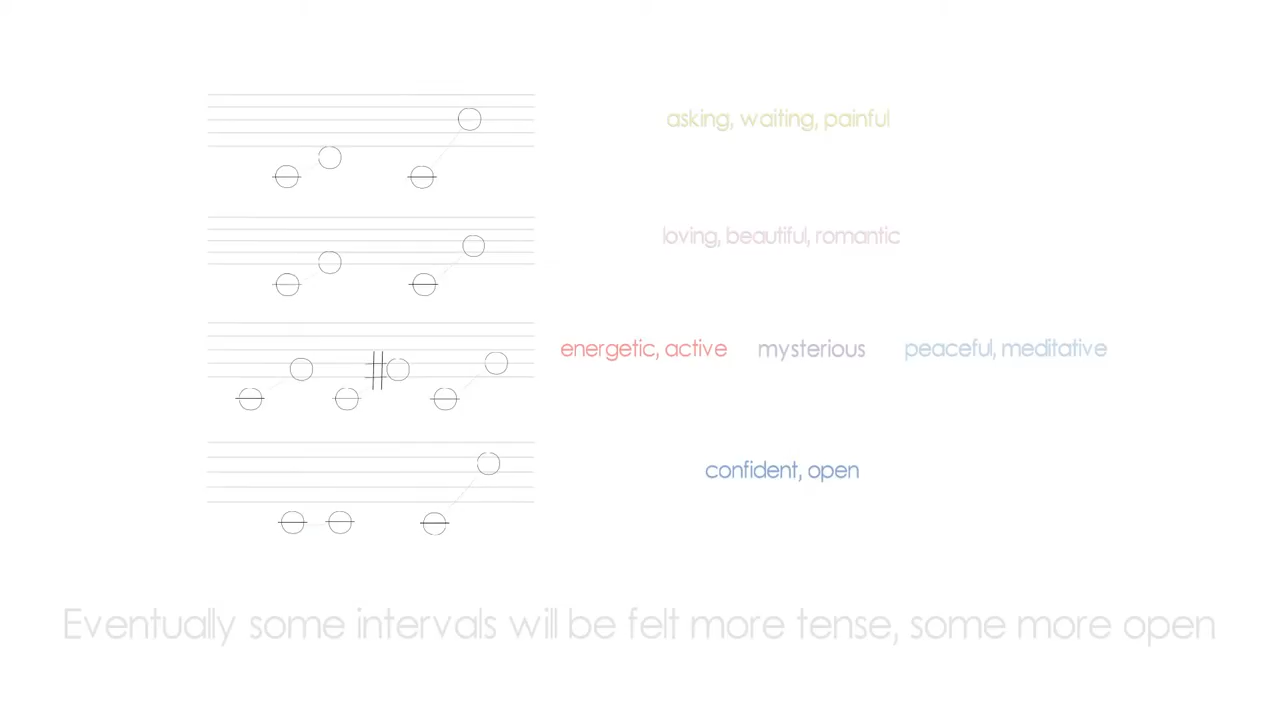 asking, waiting, painful
loving, beautiful, romantic
energetic, active mysterious peaceful, meditative
confident, open
Eventually some intervals will be felt more tense, some more open